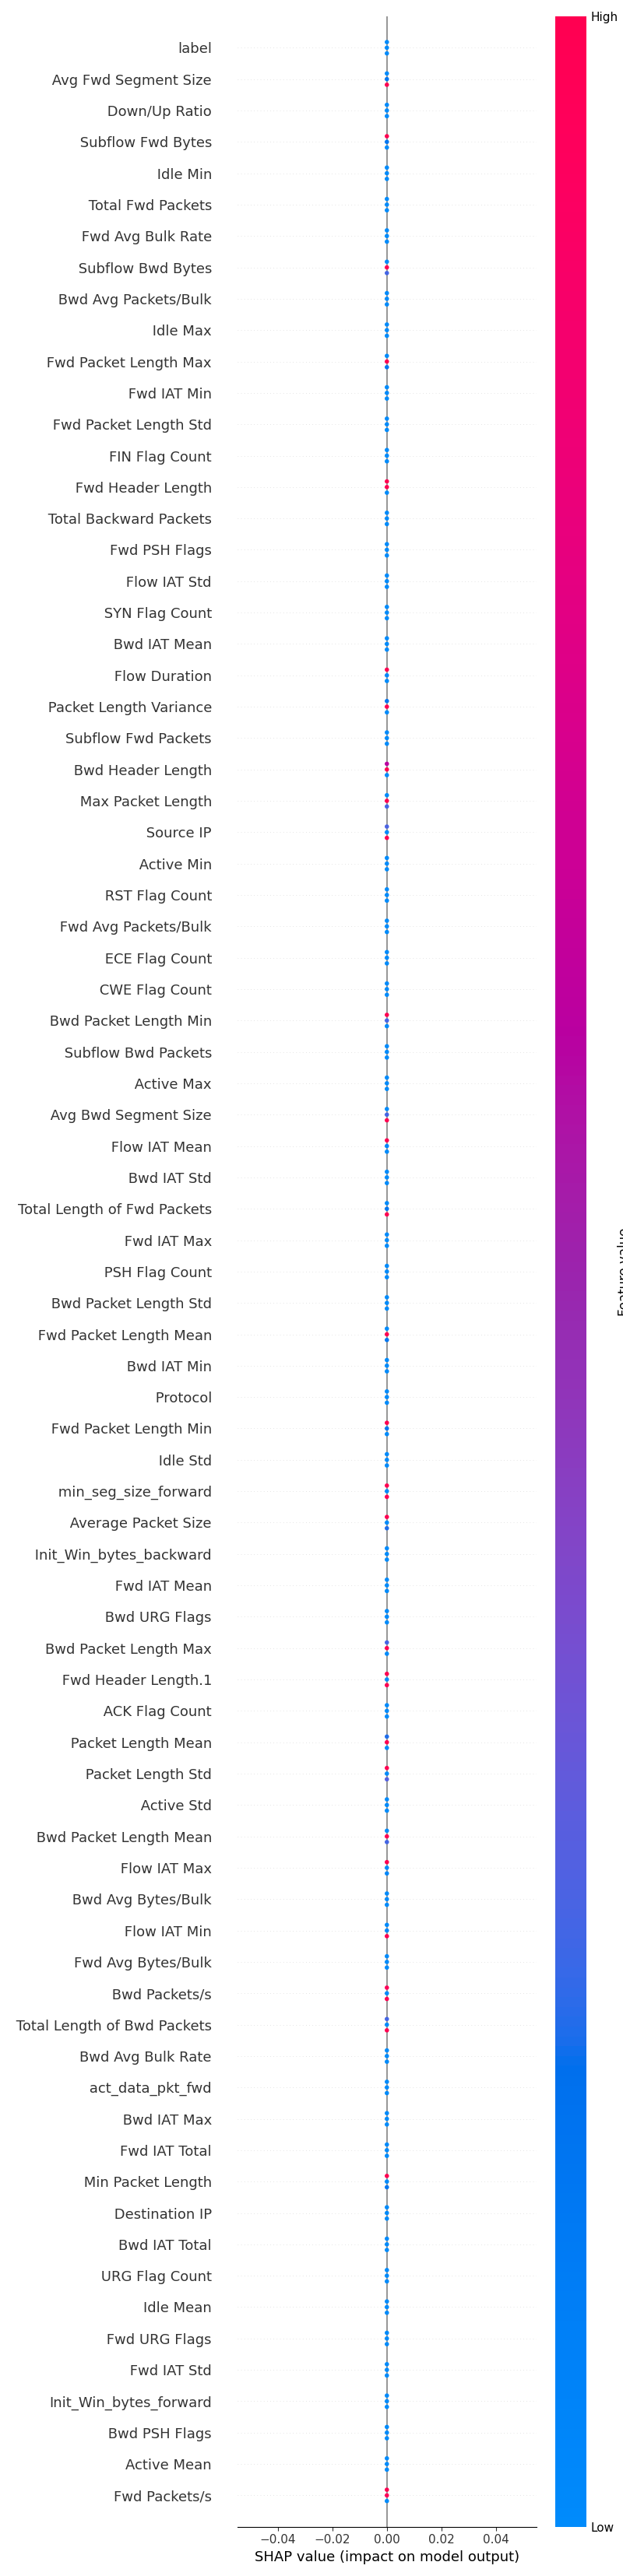 High
label
Avg Fwd Segment Size
Down/Up Ratio
Subflow Fwd Bytes
Idle Min
Total Fwd Packets
Fwd Avg Bulk Rate
Subflow Bwd Bytes
Bwd Avg Packets/Bulk
Idle Max
Fwd Packet Length Max
Fwd IAT Min
Fwd Packet Length Std
FIN Flag Count
Fwd Header Length
Total Backward Packets
Fwd PSH Flags
Flow IAT Std
SYN Flag Count
Bwd IAT Mean
Flow Duration
Packet Length Variance
Subflow Fwd Packets
Bwd Header Length
Max Packet Length
Source IP
Active Min
RST Flag Count
Fwd Avg Packets/Bulk
ECE Flag Count
CWE Flag Count
Bwd Packet Length Min
Subflow Bwd Packets
Active Max
Avg Bwd Segment Size
Flow IAT Mean
Bwd IAT Std
Total Length of Fwd Packets
Fwd IAT Max
PSH Flag Count
Feature value
Bwd Packet Length Std
Fwd Packet Length Mean
Bwd IAT Min
Protocol
Fwd Packet Length Min
Idle Std
min_seg_size_forward
Average Packet Size
Init_Win_bytes_backward
Fwd IAT Mean
Bwd URG Flags
Bwd Packet Length Max
Fwd Header Length.1
ACK Flag Count
Packet Length Mean
Packet Length Std
Active Std
Bwd Packet Length Mean
Flow IAT Max
Bwd Avg Bytes/Bulk
Flow IAT Min
Fwd Avg Bytes/Bulk
Bwd Packets/s
Total Length of Bwd Packets
Bwd Avg Bulk Rate
act_data_pkt_fwd
Bwd IAT Max
Fwd IAT Total
Min Packet Length
Destination IP
Bwd IAT Total
URG Flag Count
Idle Mean
Fwd URG Flags
Fwd IAT Std
Init_Win_bytes_forward
Bwd PSH Flags
Active Mean
Fwd Packets/s
Low
−0.04 −0.02 0.00 0.02 0.04
SHAP value (impact on model output)